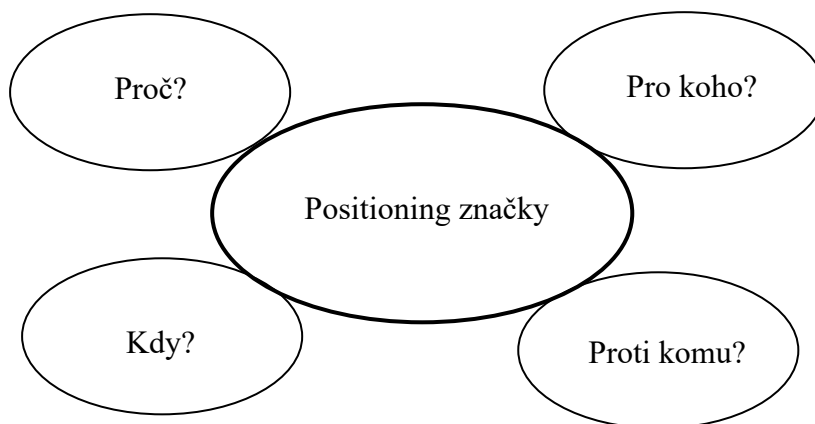 Proč?
Pro koho?
Positioning značky
Kdy?
Proti komu?